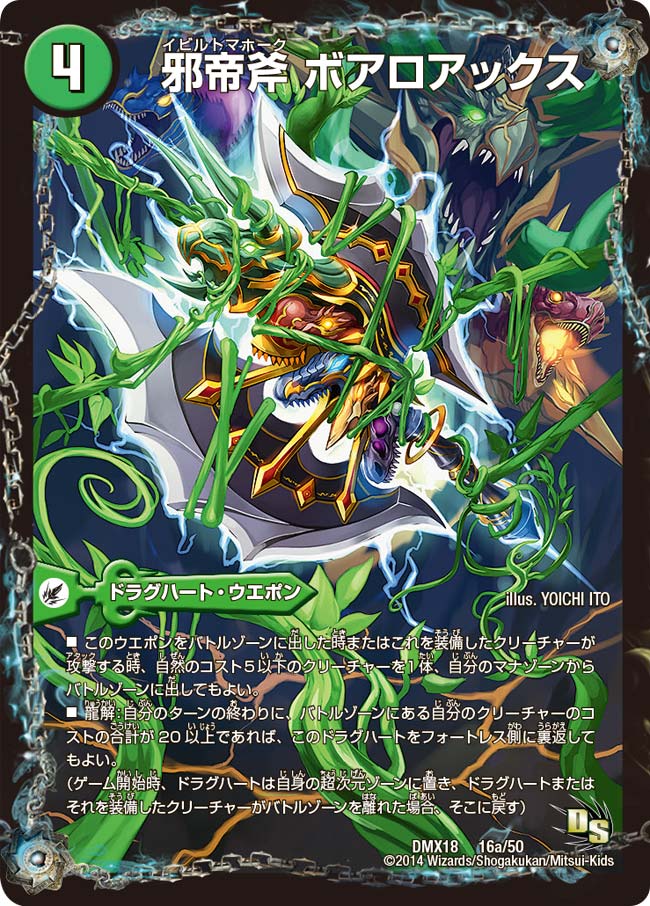 4
イビルトマホーク
邪帝斧 ボアロアックス
ドラグハート・ウエポン
illus. YOICHI ITO
■ このウエポンをバトルゾーンに出した時またはこれを装備したクリーチャーが
攻撃する時、自然のコスト5以下のクリーチャーを1体、自分のマナゾーンから
バトルゾーンに出してもよい。
■ 龍解:自分のターンの終わりに、バトルゾーンにある自分のクリーチャーのコ
ストの合計が20以上であれば、このドラグハートをフォートレス側に裏返して
もよい。
(ゲーム開始時、ドラグハートは自身の超次元ゾーンに置き、ドラグハートまたは
それを装備したクリーチャーがバトルゾーンを離れた場合、そこに戻す)
DS
DMX18 16a/50
©2014 Wizards/Shogakukan/Mitsui-Kids